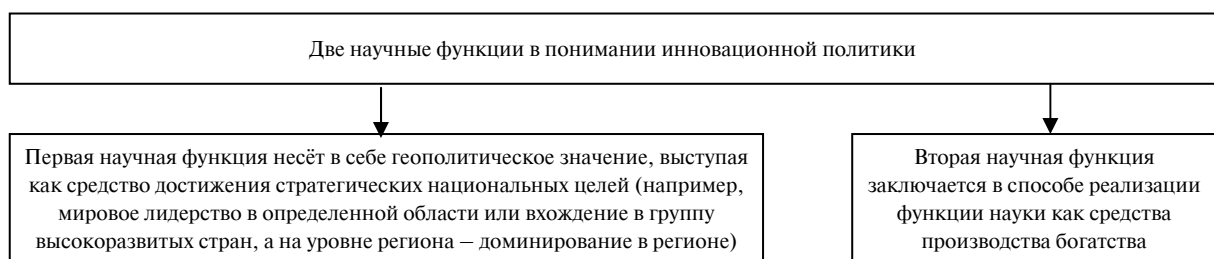 Две научные функции в понимании инновационной политики
Первая научная функция несёт в себе геополитическое значение, выступая
как средство достижения стратегических национальных целей (например,
мировое лидерство в определенной области или вхождение в группу
высокоразвитых стран, а на уровне региона – доминирование в регионе)
Вторая научная функция
заключается в способе реализации
функции науки как средства
производства богатства